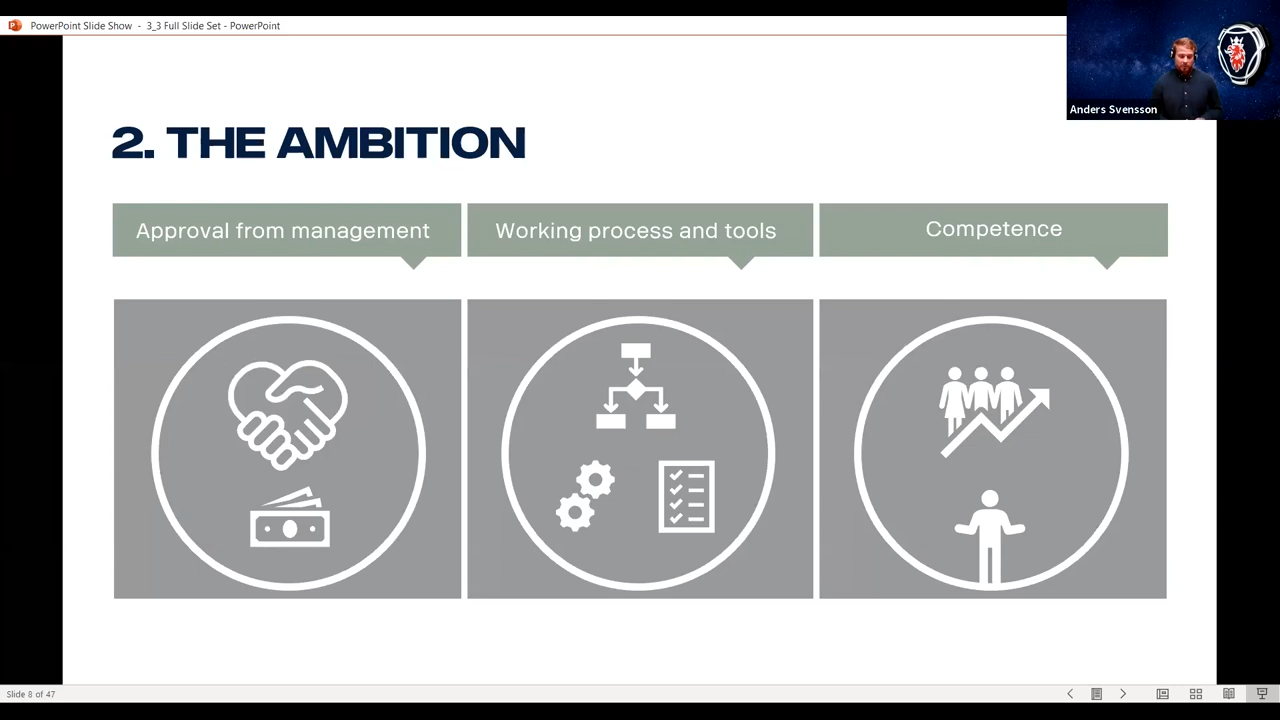 PowerPoint Slide Show - 3_3 Full Slide Set - PowerPoint
Anders Svensson
2. THE AMBITION
Approval from management
Working process and tools
Competence
Slide 8 of 47